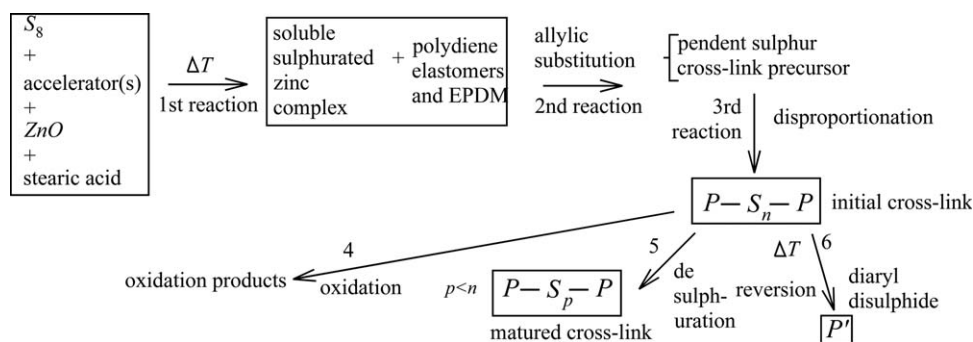 S8
+
accelerator(s)
+
ZnO
+
stearic acid
ΔT
1st reaction
soluble
sulphurated
zinc
complex
+ polydiene
elastomers
and EPDM
allylic
substitution
2nd reaction
pendent sulphur
cross-link precursor
3rd
reaction
disproportionation
P— Sn— P
initial cross-link
4
oxidation
oxidation products
5
de
sulph-
uration
p<n
P— Sp— P
matured cross-link
ΔT
6
reversion
diaryl
disulphide
P'